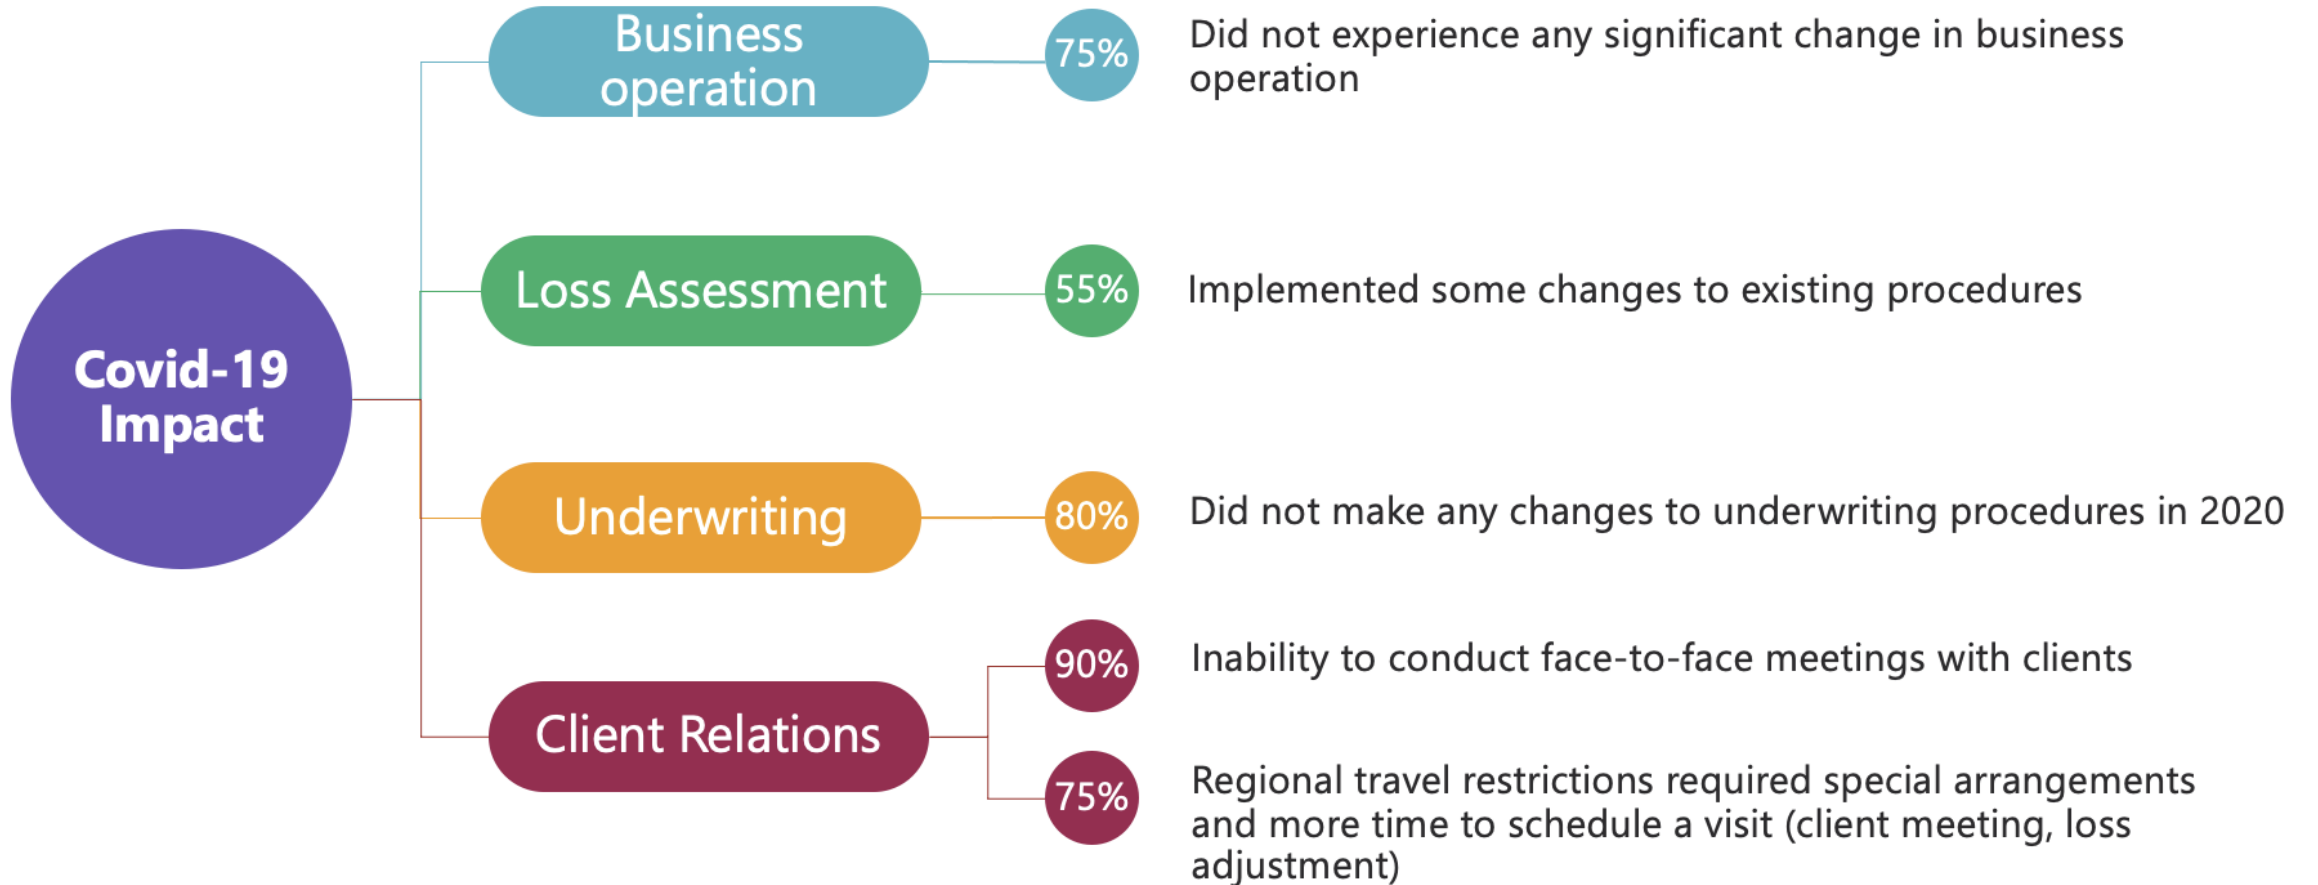 Covid-19
Impact
Business
operation
75%
Did not experience any significant change in business
operation
Loss Assessment
55%
Implemented some changes to existing procedures
Underwriting
80%
Did not make any changes to underwriting procedures in 2020
Client Relations
90%
Inability to conduct face-to-face meetings with clients
75%
Regional travel restrictions required special arrangements
and more time to schedule a visit (client meeting, loss
adjustment)